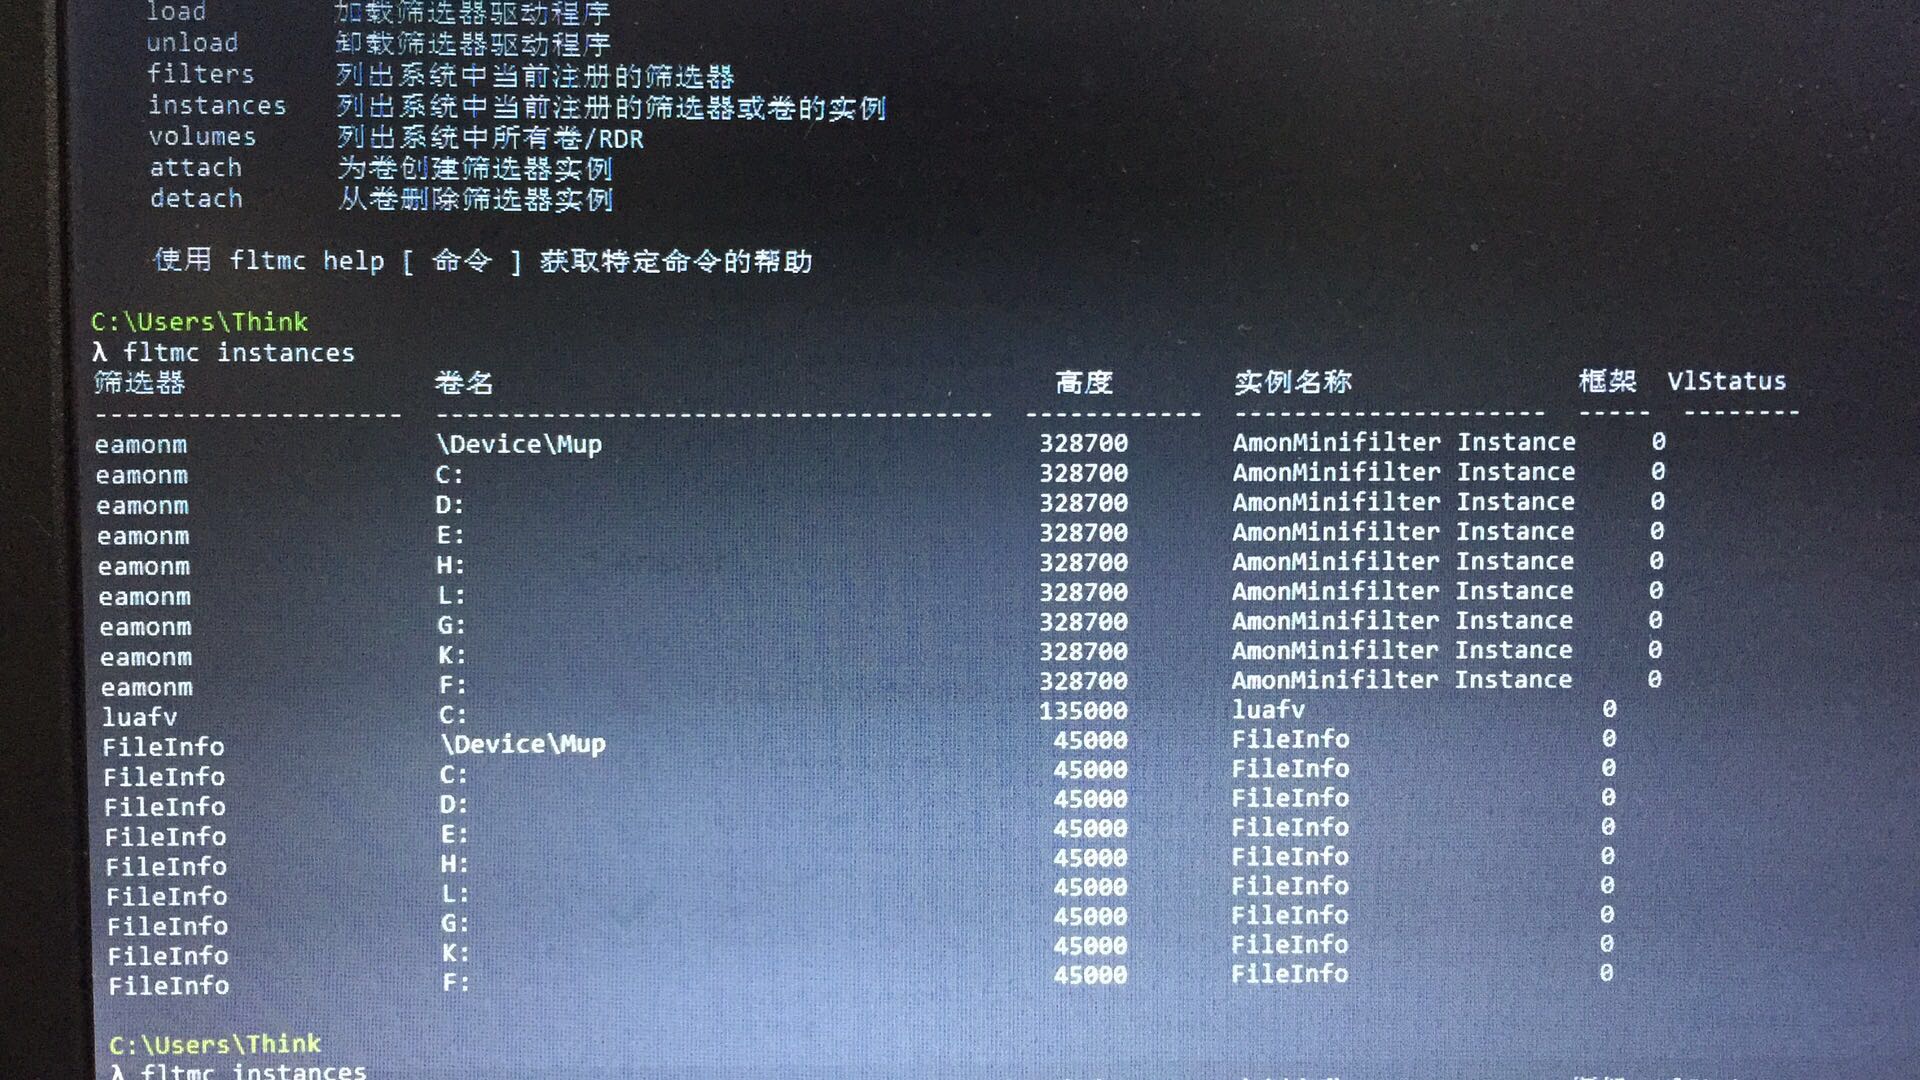 load 加载筛选器驱动程序
unload 卸载筛选器驱动程序
filters 列出系统中当前注册的筛选器
instances 列出系统中当前注册的筛选器或卷的实例
volumes 列出系统中所有卷/RDR
attach 为卷创建筛选器实例
detach 从卷删除筛选器实例
使用 fltmc help [ 命令 ] 获取特定命令的帮助
C:\Users\Think
λ fltmc instances
筛选器 卷名 高度 实例名称 框架 VlStatus
-------------------- ------------------------------------ ------------ -------------------- ----- --------
eamonm \Device\Mup 328700 AmonMinifilter Instance 0
eamonm C: 328700 AmonMinifilter Instance 0
eamonm D: 328700 AmonMinifilter Instance 0
eamonm E: 328700 AmonMinifilter Instance 0
eamonm H: 328700 AmonMinifilter Instance 0
eamonm L: 328700 AmonMinifilter Instance 0
eamonm G: 328700 AmonMinifilter Instance 0
eamonm K: 328700 AmonMinifilter Instance 0
eamonm F: 328700 AmonMinifilter Instance 0
luafv C: 135000 luafv 0
FileInfo \Device\Mup 45000 FileInfo 0
FileInfo C: 45000 FileInfo 0
FileInfo D: 45000 FileInfo 0
FileInfo E: 45000 FileInfo 0
FileInfo H: 45000 FileInfo 0
FileInfo L: 45000 FileInfo 0
FileInfo G: 45000 FileInfo 0
FileInfo K: 45000 FileInfo 0
FileInfo F: 45000 FileInfo 0
C:\Users\Think
λ fltmc instances